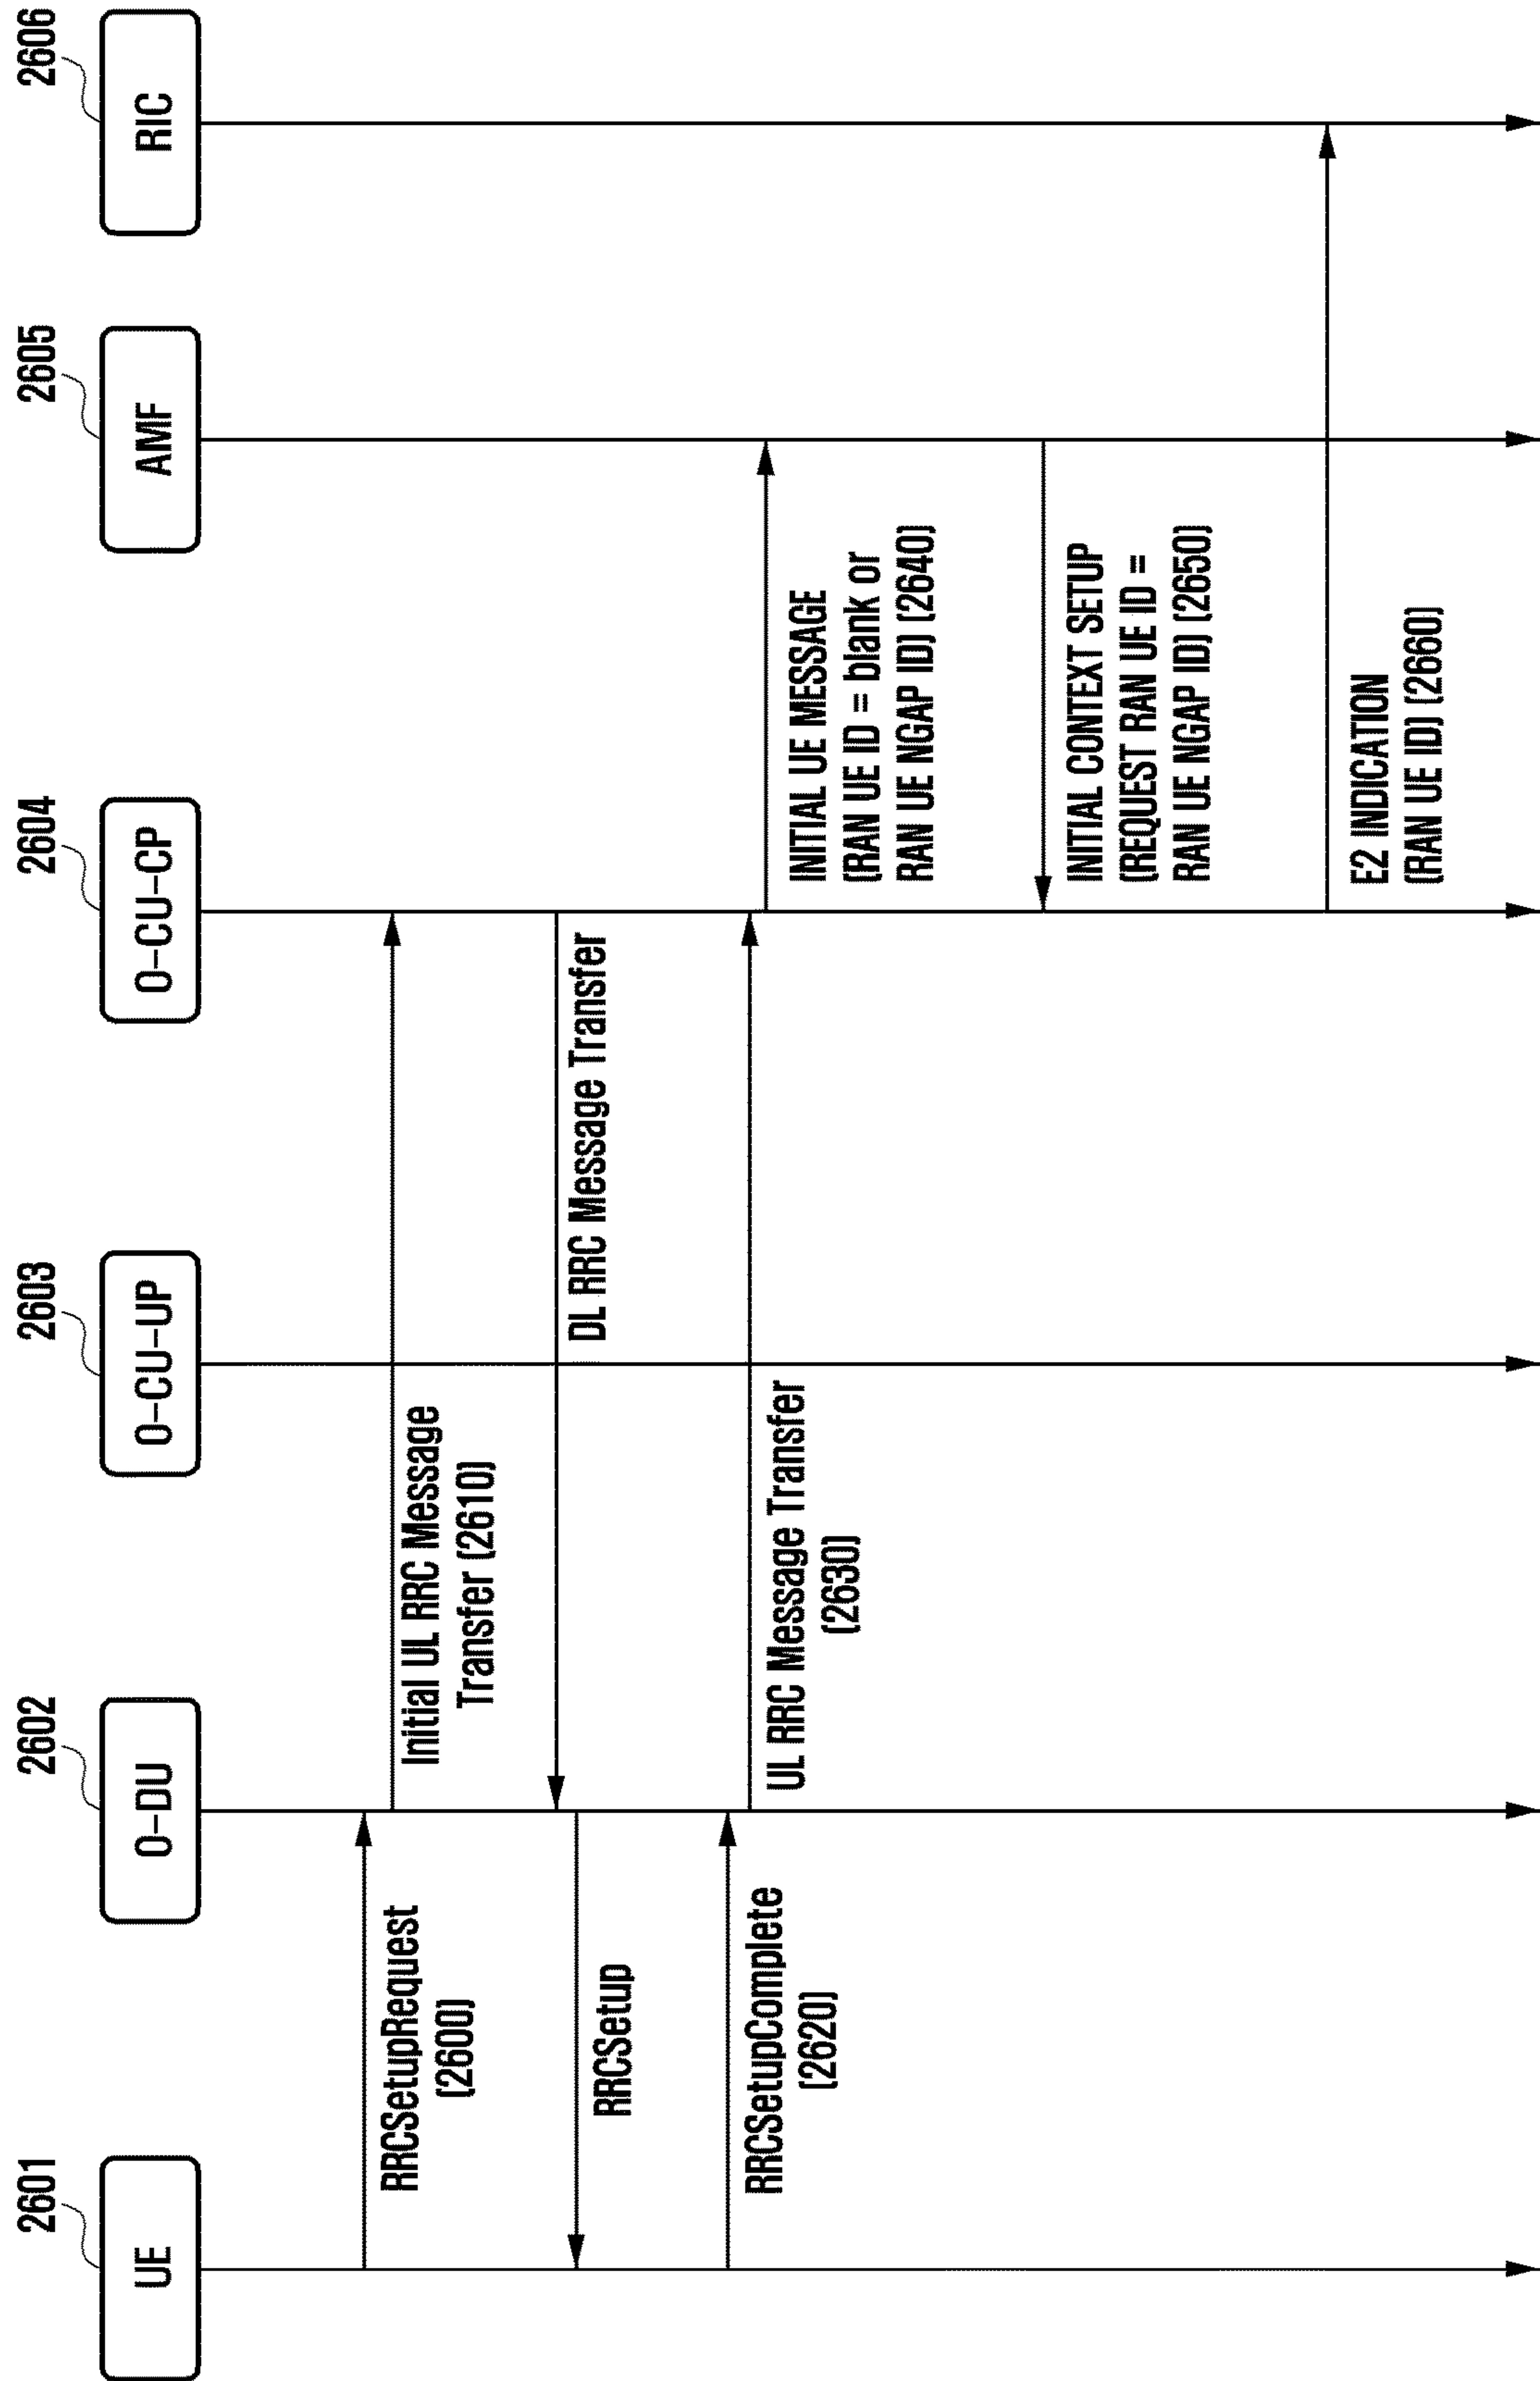 2601
2602
2603
2604
2605
2606
UE
O-DU
O-CU-UP
O-CU-CP
AMF
RIC
RRCSetupRequest
(2600)
Initial UL RRC Message
Transfer (2610)
DL RRC Message Transfer
RRCSetup
RRCSetupComplete
(2620)
UL RRC Message Transfer
(2630)
INITIAL UE MESSAGE
(RAN UE ID = blank or
RAN UE NGAP ID) (2640)
INITIAL CONTEXT SETUP
(REQUEST RAN UE ID =
RAN UE NGAP ID) (2650)
E2 INDICATION
(RAN UE ID) (2660)